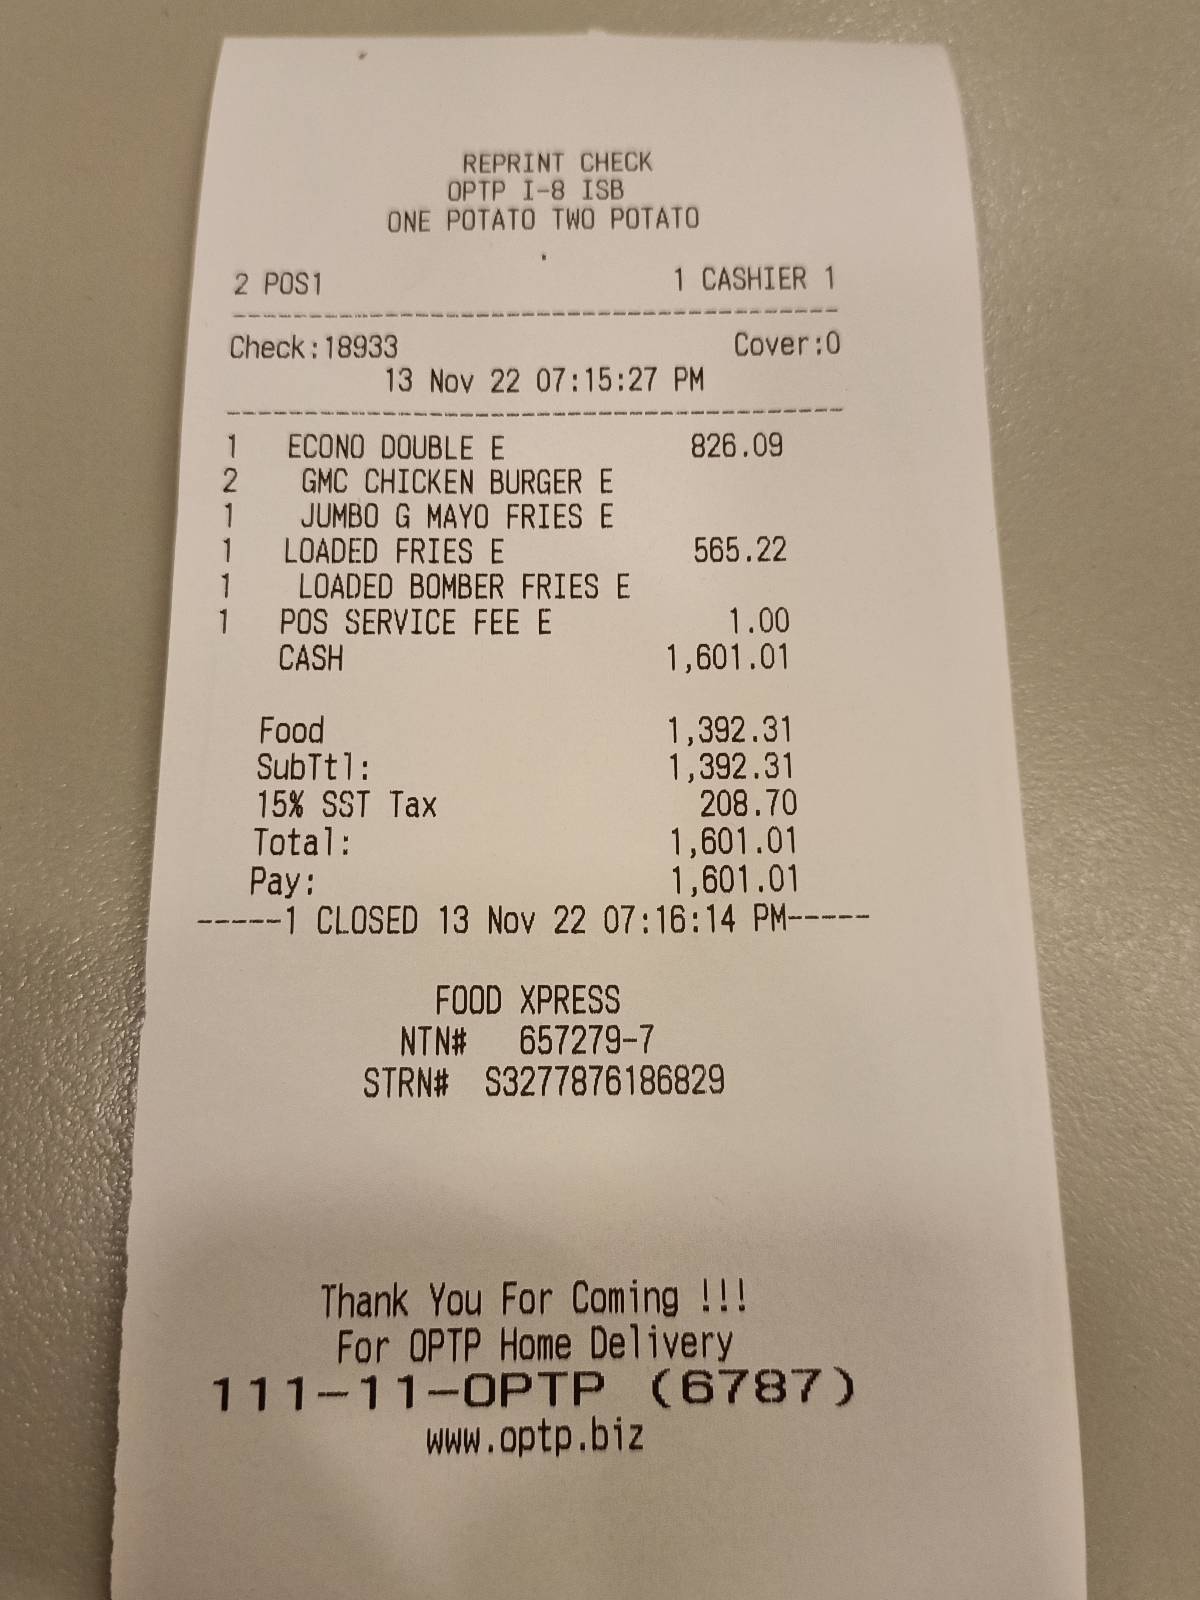 REPRINT CHECK
OPTP I-8 ISB
ONE POTATO TWO POTATO
2 POS1 1 CASHIER 1
Check:18933 Cover:0
13 Nov 22 07:15:27 PM
1 ECONO DOUBLE E 826.09
2 GMC CHICKEN BURGER E
1 JUMBO G MAYO FRIES E
1 LOADED FRIES E 565.22
1 LOADED BOMBER FRIES E
1 POS SERVICE FEE E 1.00
CASH 1,601.01
Food 1,392.31
SubTtl: 1,392.31
15% SST Tax 208.70
Total: 1,601.01
Pay: 1,601.01
-----1 CLOSED 13 Nov 22 07:16:14 PM-----
FOOD XPRESS
NTN# 657279-7
STRN# S3277876186829
Thank You For Coming !!!
For OPTP Home Delivery
111-11-OPTP (6787)
www.optp.biz